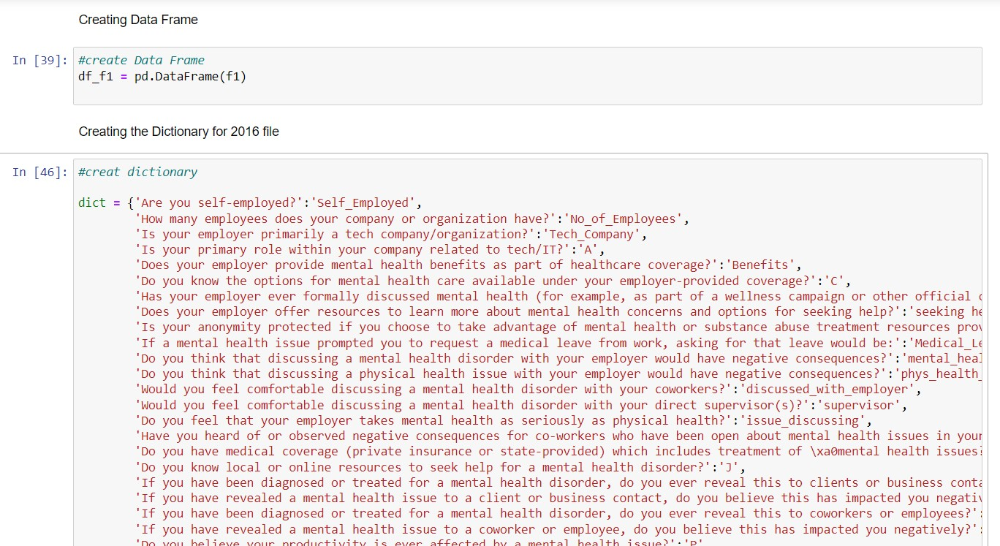 Creating Data Frame
In [39]: #create Data Frame
df_f1 = pd.DataFrame(f1)
Creating the Dictionary for 2016 file
In [46]: #creat dictionary
dict = {'Are you self-employed?':'Self_Employed',
'How many employees does your company or organization have?':'No_of_Employees',
'Is your employer primarily a tech company/organization?':'Tech_Company',
'Is your primary role within your company related to tech/IT?':'A',
'Does your employer provide mental health benefits as part of healthcare coverage?':'Benefits',
'Do you know the options for mental health care available under your employer-provided coverage?':'C',
'Has your employer ever formally discussed mental health (for example, as part of a wellness campaign or other official
'Does your employer offer resources to learn more about mental health concerns and options for seeking help?':'seeking he
'Is your anonymity protected if you choose to take advantage of mental health or substance abuse treatment resources prov
'If a mental health issue prompted you to request a medical leave from work, asking for that leave would be:':'Medical_Le
'Do you think that discussing a mental health disorder with your employer would have negative consequences?':'mental_heal
'Do you think that discussing a physical health issue with your employer would have negative consequences?':'phys_health_
'Would you feel comfortable discussing a mental health disorder with your coworkers?':'discussed_with_employer',
'Would you feel comfortable discussing a mental health disorder with your direct supervisor(s)?':'supervisor',
'Do you feel that your employer takes mental health as seriously as physical health?':'issue_discussing',
'Have you heard of or observed negative consequences for co-workers who have been open about mental health issues in your
'Do you have medical coverage (private insurance or state-provided) which includes treatment of \xa0mental health issues?
'Do you know local or online resources to seek help for a mental health disorder?':'J',
'If you have been diagnosed or treated for a mental health disorder, do you ever reveal this to clients or business conta
'If you have revealed a mental health issue to a client or business contact, do you believe this has impacted you negativ
'If you have been diagnosed or treated for a mental health disorder, do you ever reveal this to coworkers or employees?':
'If you have revealed a mental health issue to a coworker or employee, do you believe this has impacted you negatively?':
'Do you believe your productivity is ever affected by a mental health issue?':'P'